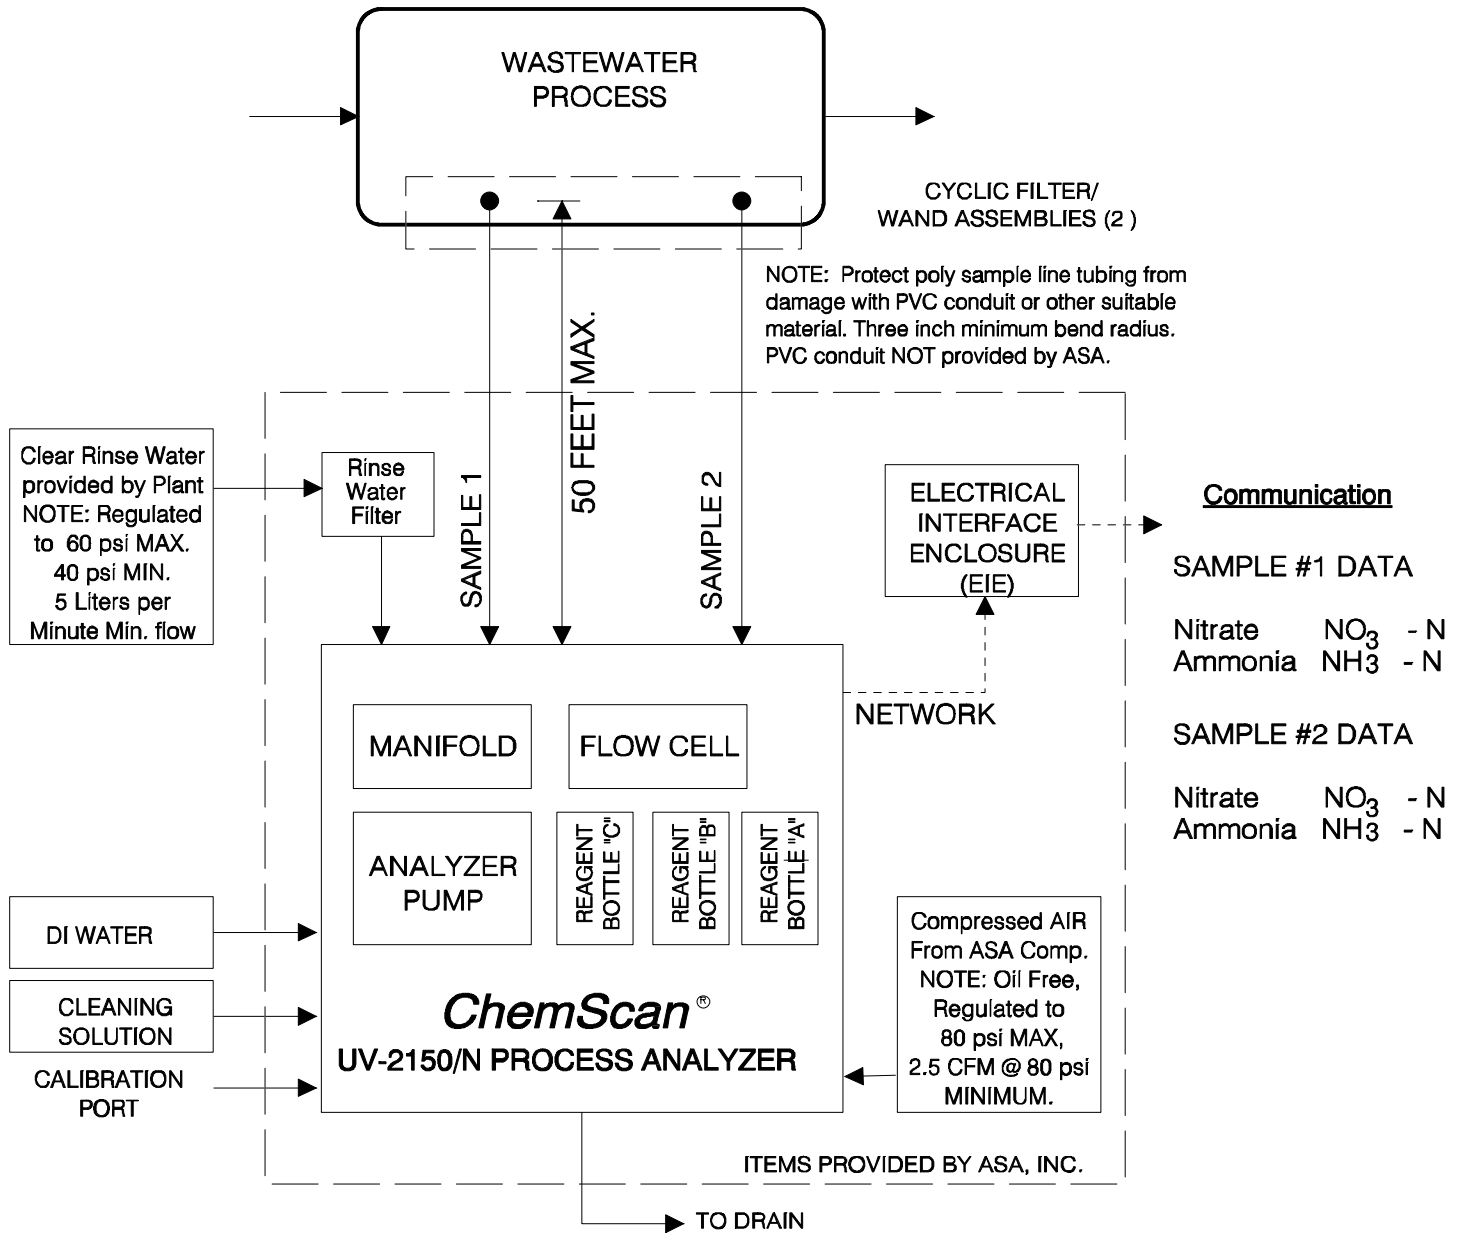 WASTEWATER
PROCESS
CYCLIC FILTER/
WAND ASSEMBLIES (2 )
NOTE:  Protect poly sample line tubing from
damage with PVC conduit or other suitable
material. Three inch minimum bend radius.
PVC conduit NOT provided by ASA.
SAMPLE 1
50 FEET MAX.
SAMPLE 2
Clear Rinse Water
provided by Plant
NOTE: Regulated
to  60 psi MAX.
40 psi MIN.
5 Liters per
Minute Min. flow
Rinse
Water
Filter
ELECTRICAL
INTERFACE
ENCLOSURE
(EIE)
NETWORK
Communication
SAMPLE #1 DATA
Nitrate NO3 - N
Ammonia NH3 - N
SAMPLE #2 DATA
Nitrate NO3 - N
Ammonia NH3 - N
MANIFOLD
FLOW CELL
ANALYZER
PUMP
REAGENT
BOTTLE "C"
REAGENT
BOTTLE "B"
REAGENT
BOTTLE "A"
ChemScan ®
UV-2150/N PROCESS ANALYZER
DI WATER
CLEANING
SOLUTION
CALIBRATION
PORT
Compressed AIR
From ASA Comp.
NOTE: Oil Free,
Regulated to
80 psi MAX,
2.5 CFM @ 80 psi
MINIMUM.
ITEMS PROVIDED BY ASA, INC.
TO DRAIN